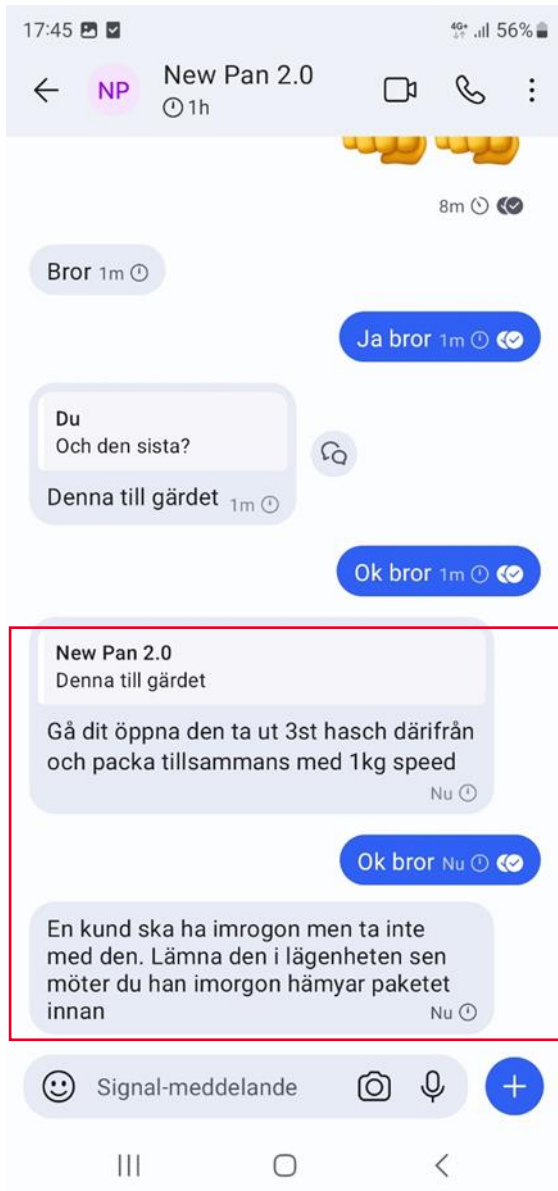 17:45 4G+ 56%
NP New Pan 2.0
1h
8m
Bror 1m
Ja bror 1m
Du
Och den sista?
Denna till gärdet 1m
Ok bror 1m
New Pan 2.0
Denna till gärdet
Gå dit öppna den ta ut 3st hasch därifrån
och packa tillsammans med 1kg speed
Nu
Ok bror Nu
En kund ska ha imrogon men ta inte
med den. Lämna den i lägenheten sen
möter du han imorgon hämyar paketet
innan Nu
Signal-meddelande